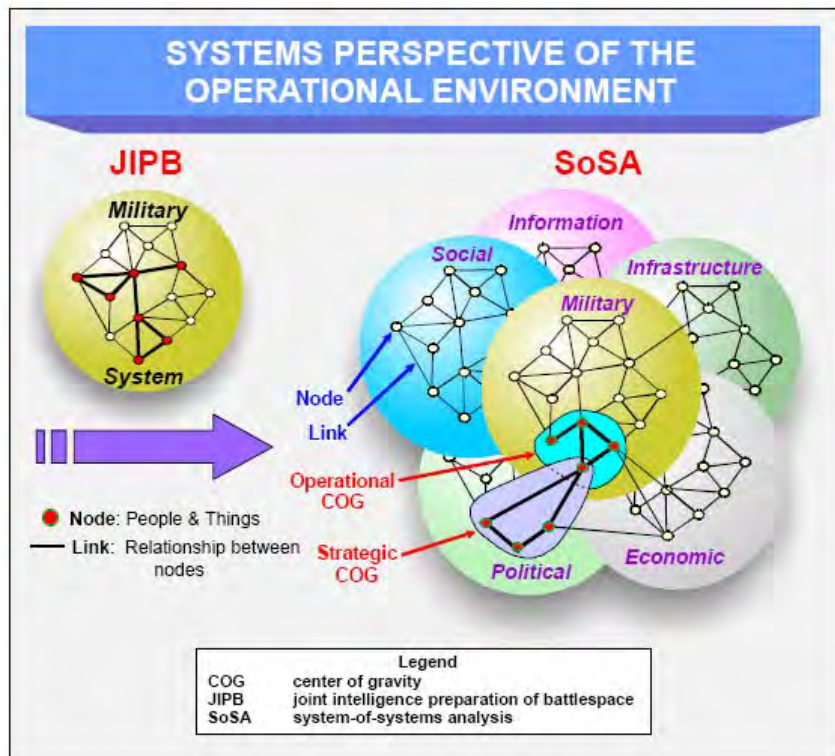 SYSTEMS PERSPECTIVE OF THE
OPERATIONAL ENVIRONMENT
JIPB
Military
System
SoSA
Information
Social
Infrastructure
Military
Node
Link
Operational
COG
Strategic
COG
Political
Economic
Node: People & Things
Link: Relationship between
nodes
Legend
COG center of gravity
JIPB joint intelligence preparation of battlespace
SoSA system-of-systems analysis